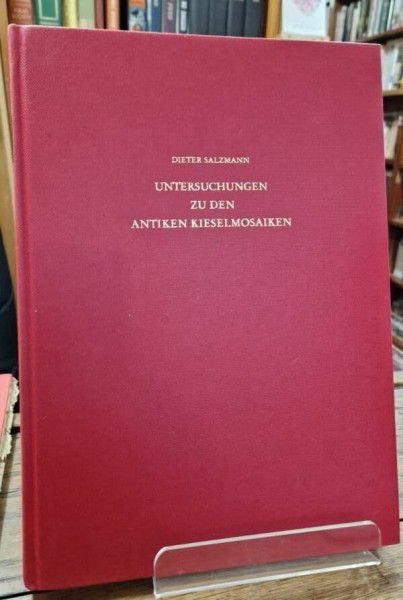 DIETER SALZMANN
UNTERSUCHUNGEN
ZU DEN
ANTIKEN KIESELMOSAIKEN